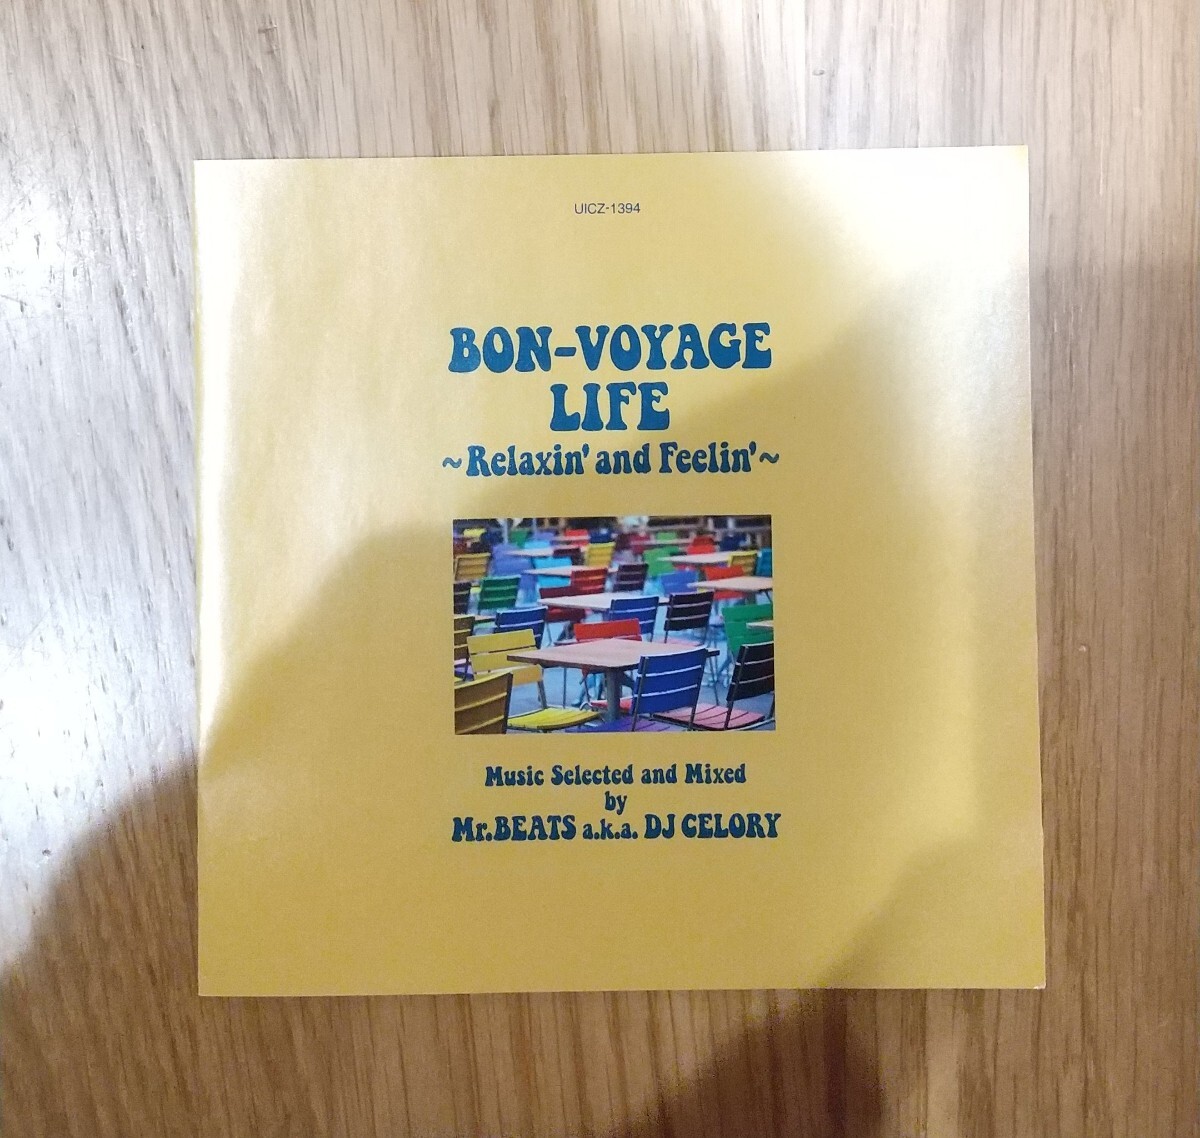 UICZ-1394
BON-VOYAGE
LIFE
~Relaxin' and Feelin'~
Music Selected and Mixed
by
Mr.BEATS a.k.a. DJ CELORY